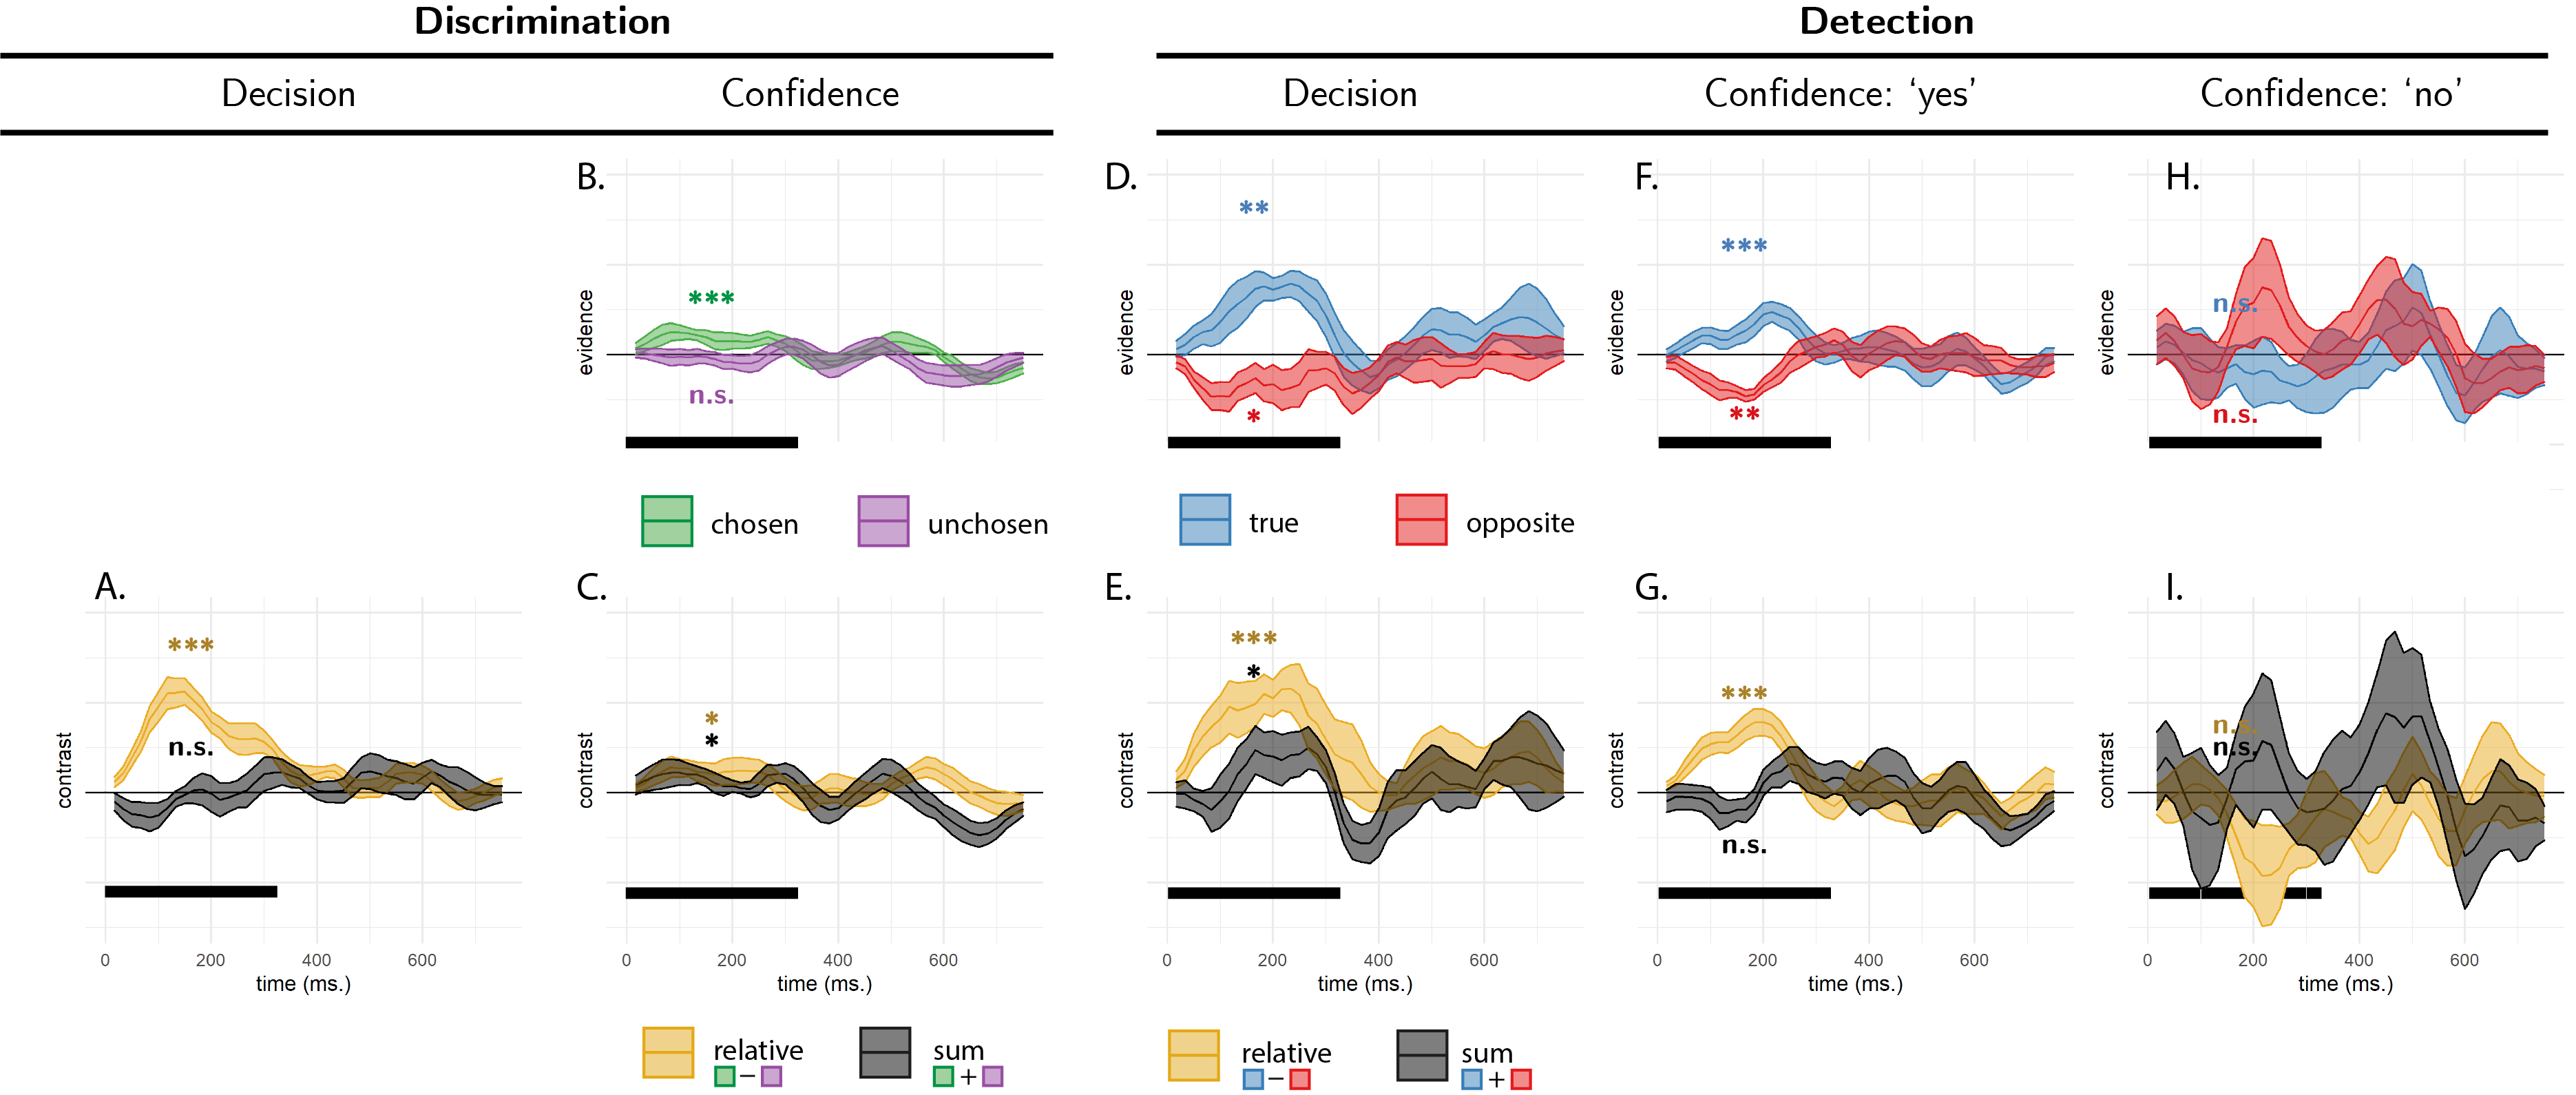 Discrimination
Detection
Decision
Confidence
Decision
Confidence: ‘yes’
Confidence: ‘no’
B.
D.
F.
H.
evidence
***
n.s.
evidence
**
*
evidence
***
**
evidence
n.s.
n.s.
chosen
unchosen
true
opposite
A.
C.
E.
G.
I.
contrast
***
n.s.
contrast
*
*
contrast
***
*
contrast
***
n.s.
contrast
n.s.
n.s.
0 200 400 600
0 200 400 600
0 200 400 600
0 200 400 600
0 200 400 600
time (ms.)
time (ms.)
time (ms.)
time (ms.)
time (ms.)
relative
−
sum
+
relative
−
sum
+